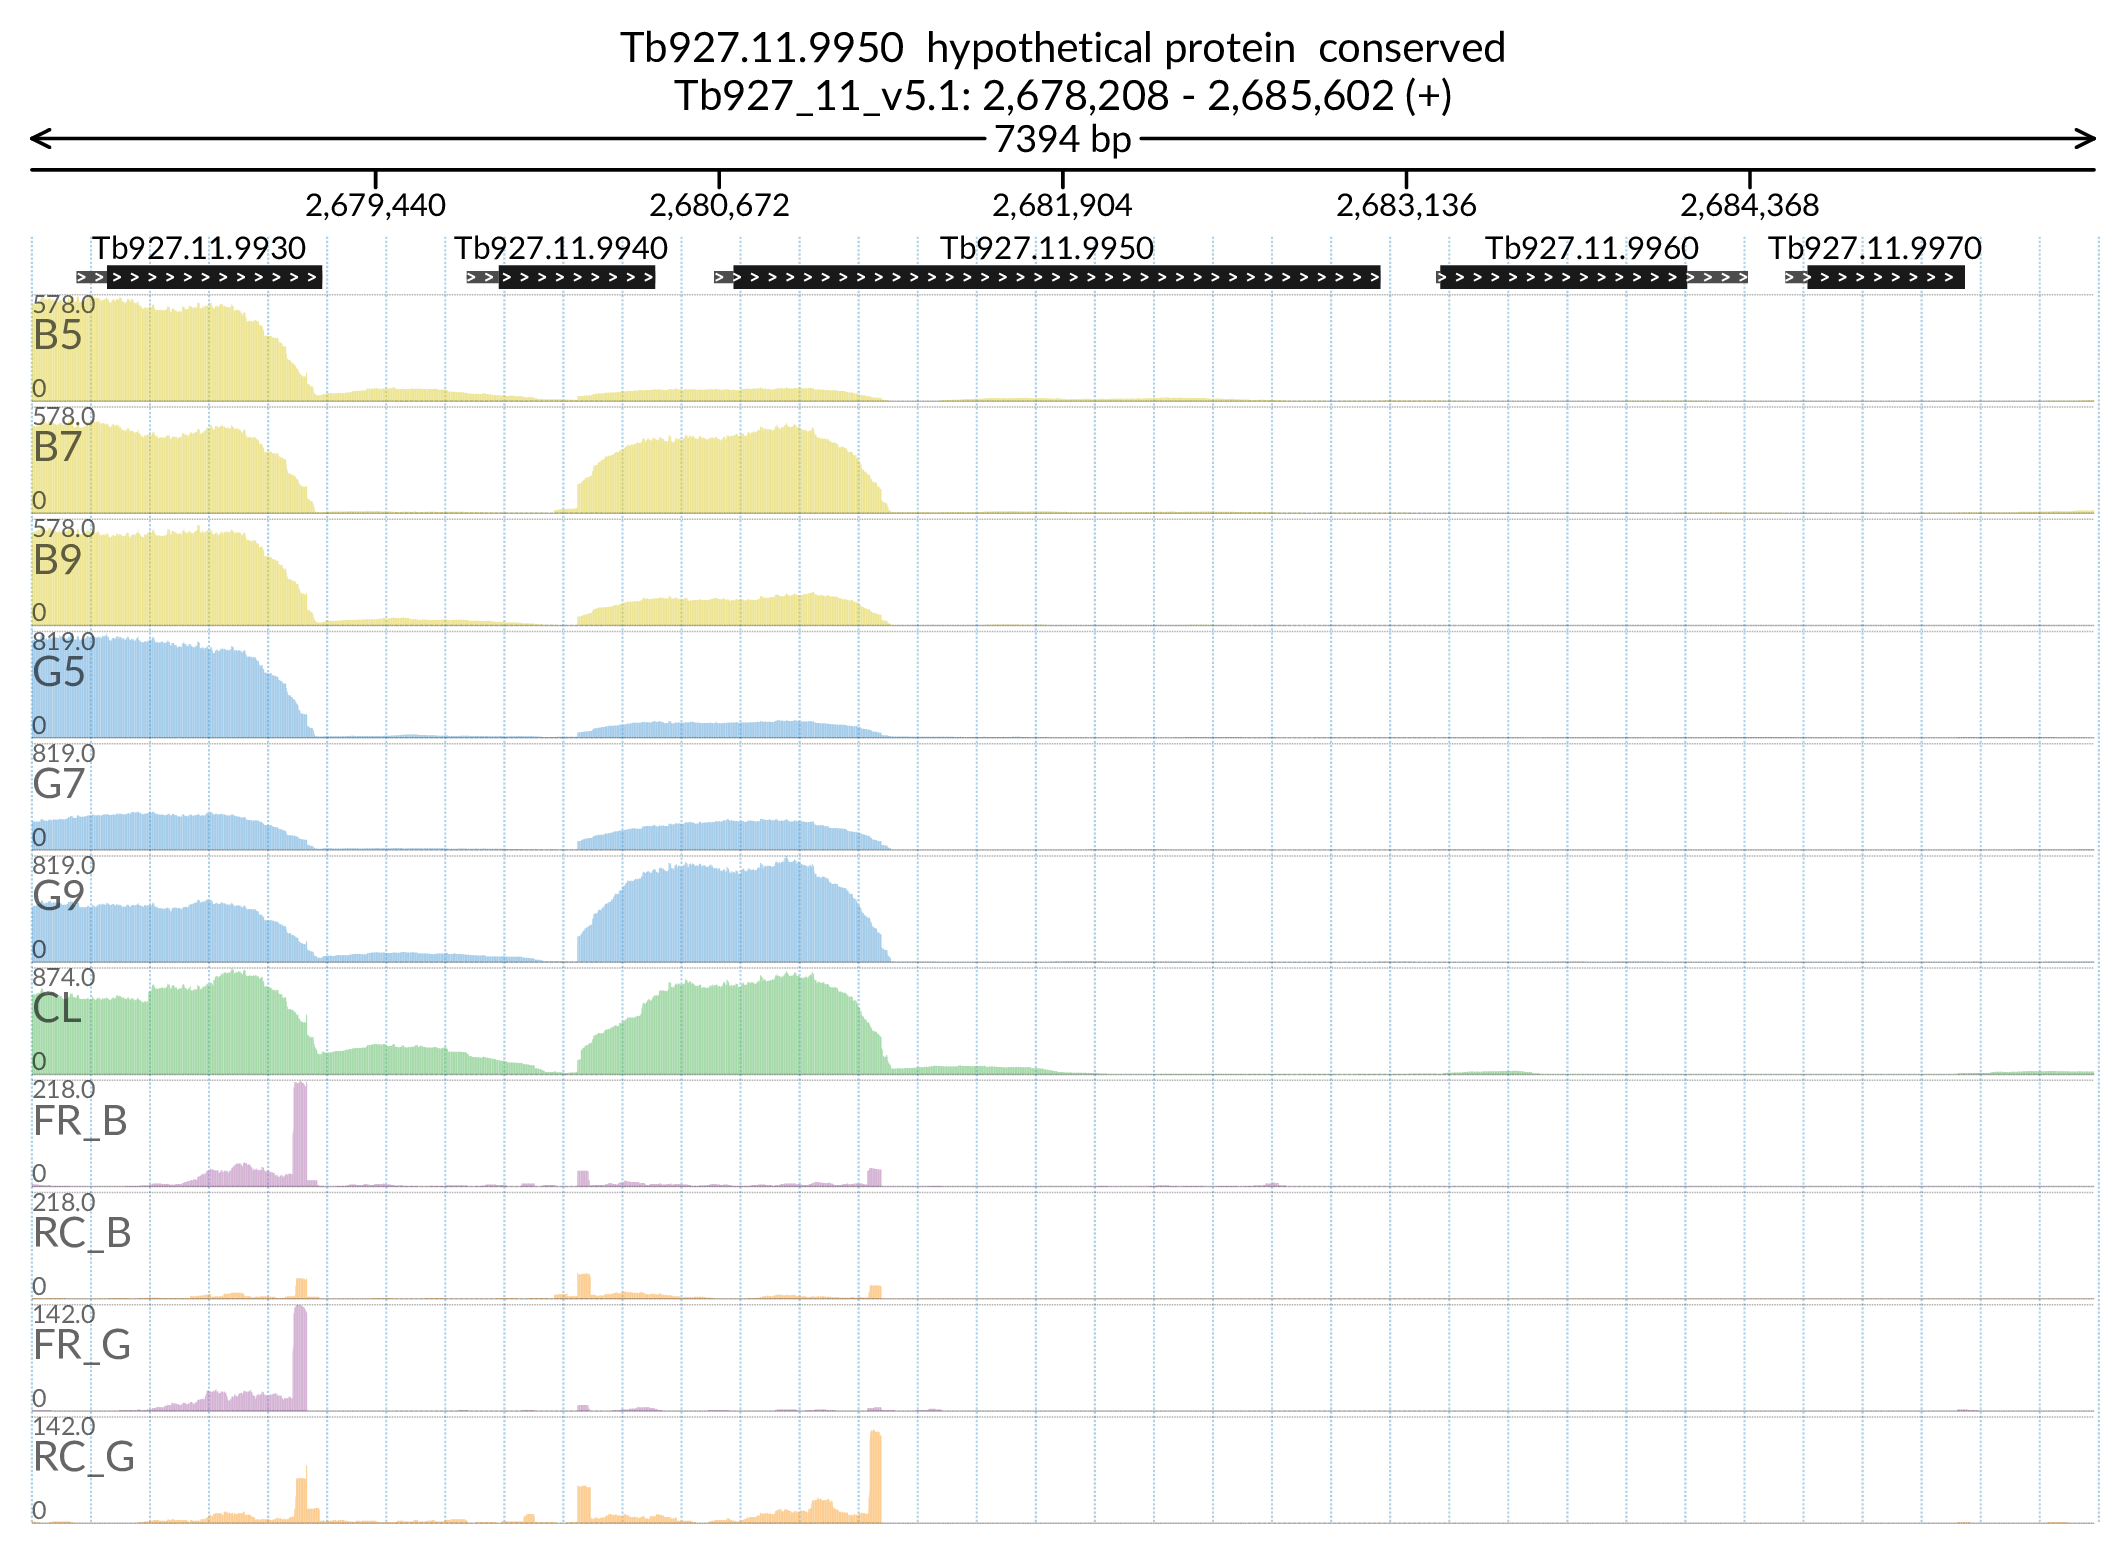 Tb927.11.9950 hypothetical protein conserved
Tb927_11_v5.1: 2,678,208 - 2,685,602 (+)
7394 bp
2,679,440 2,680,672 2,681,904 2,683,136 2,684,368
Tb927.11.9930 Tb927.11.9940 Tb927.11.9950 Tb927.11.9960 Tb927.11.9970
578.0
B5
0
578.0
B7
0
578.0
B9
0
819.0
G5
0
819.0
G7
0
819.0
G9
0
874.0
CL
0
218.0
FR_B
0
218.0
RC_B
0
142.0
FR_G
0
142.0
RC_G
0